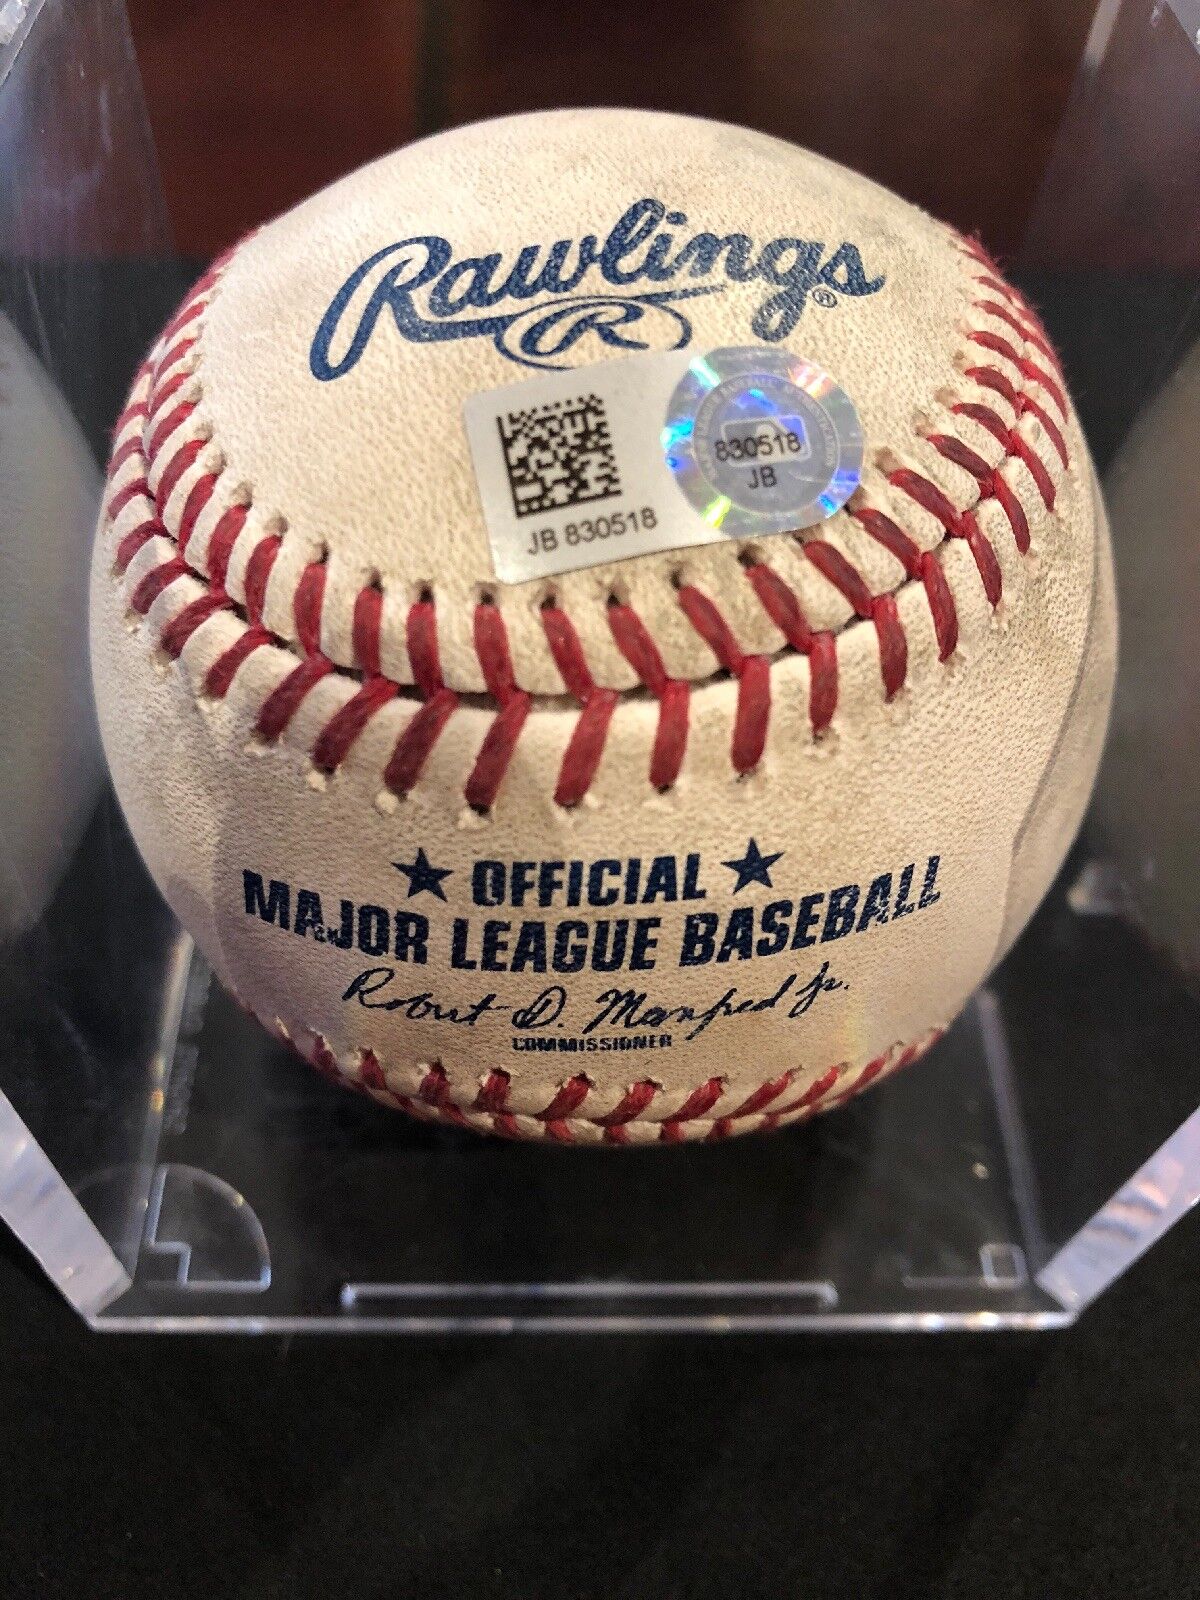 Rawlings®
R
830518
JB
JB 830518
OFFICIAL
MAJOR LEAGUE BASEBALL
Robert D. Manfred Jr.
COMMISSIONER